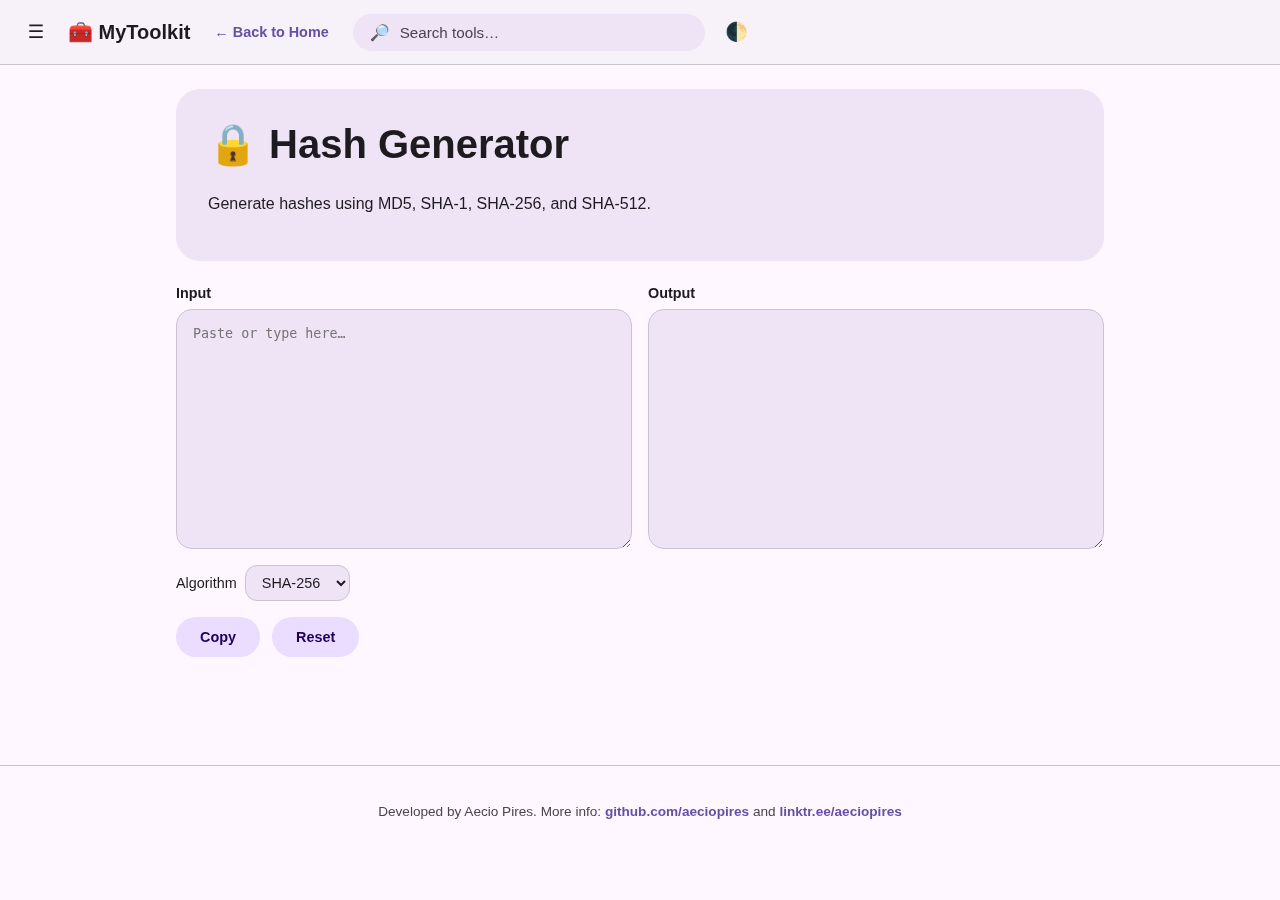 ☰ 🧰 MyToolkit ← Back to Home 🔎 Search tools… 🌓
🔒 Hash Generator
Generate hashes using MD5, SHA-1, SHA-256, and SHA-512.
Input
Output
Paste or type here…
Algorithm SHA-256
Copy Reset
Developed by Aecio Pires. More info: github.com/aeciopires and linktr.ee/aeciopires